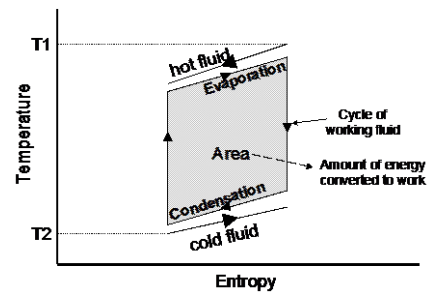 T1
hot fluid
Evaporation
Temperature
Cycle of
working fluid
Area
Amount of energy
converted to work
Condensation
T2
cold fluid
Entropy